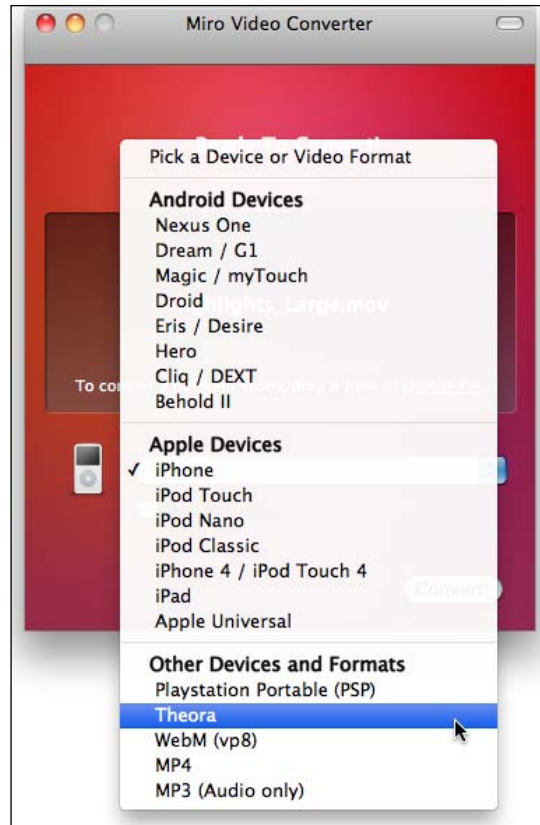 Miro Video Converter
Pick a Device or Video Format
Android Devices
Nexus One
Dream / G1
Magic / myTouch
Droid
Eris / Desire
Hero
Cliq / DEXT
Behold II
To
Apple Devices
✓ iPhone
iPod Touch
iPod Nano
iPod Classic
iPhone 4 / iPod Touch 4
iPad
Apple Universal
Convert!
Other Devices and Formats
Playstation Portable (PSP)
Theora
WebM (vp8)
MP4
MP3 (Audio only)